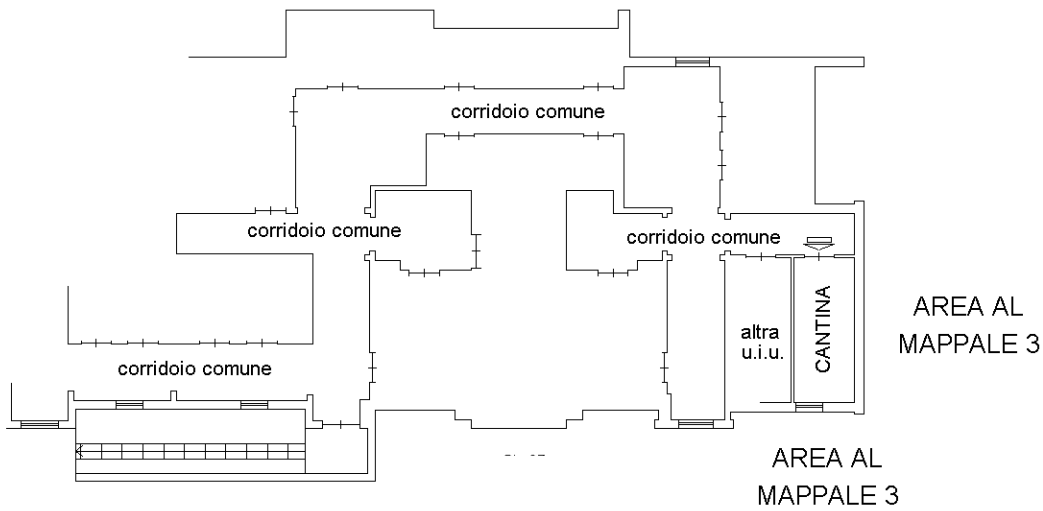 corridoio comune
corridoio comune
corridoio comune
corridoio comune
altra
u.i.u.
CANTINA
AREA AL
MAPPALE 3
AREA AL
MAPPALE 3